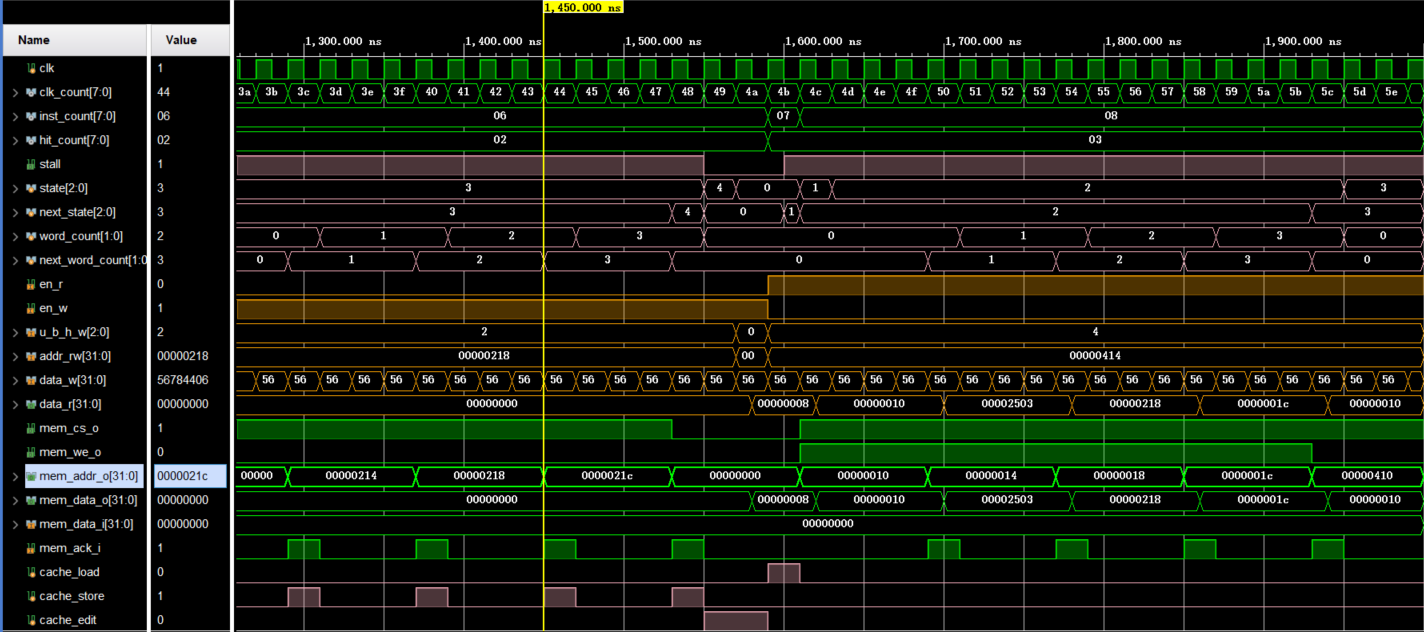 1,450.000 ns
Name Value 1,300.000 ns 1,400.000 ns 1,500.000 ns 1,600.000 ns 1,700.000 ns 1,800.000 ns 1,900.000 ns
clk 1
clk_count[7:0] 44 3a 3b 3c 3d 3e 3f 40 41 42 43 44 45 46 47 48 49 4a 4b 4c 4d 4e 4f 50 51 52 53 54 55 56 57 58 59 5a 5b 5c 5d 5e
inst_count[7:0] 06 06 07 08
hit_count[7:0] 02 02 03
stall 1
state[2:0] 3 3 4 0 1 2 3
next_state[2:0] 3 3 4 0 1 2 3
word_count[1:0] 2 0 1 2 3 0 1 2 3 0
next_word_count[1:0 3 0 1 2 3 0 1 2 3 0
en_r 0
en_w 1
u_b_h_w[2:0] 2 2 0 4
addr_rw[31:0] 00000218 00000218 00 00000414
data_w[31:0] 56784406 56 56 56 56 56 56 56 56 56 56 56 56 56 56 56 56 56 56 56 56 56 56 56 56 56 56 56 56 56 56 56 56 56 56 56 56
data_r[31:0] 00000000 00000000 00000008 00000010 00002503 00000218 0000001c 00000010
mem_cs_o 1
mem_we_o 0
mem_addr_o[31:0] 0000021c 00000 00000214 00000218 0000021c 00000000 00000010 00000014 00000018 0000001c 00000410
mem_data_o[31:0] 00000000 00000000 00000008 00000010 00002503 00000218 0000001c 00000010
mem_data_i[31:0] 00000000 00000000
mem_ack_i 1
cache_load 0
cache_store 1
cache_edit 0